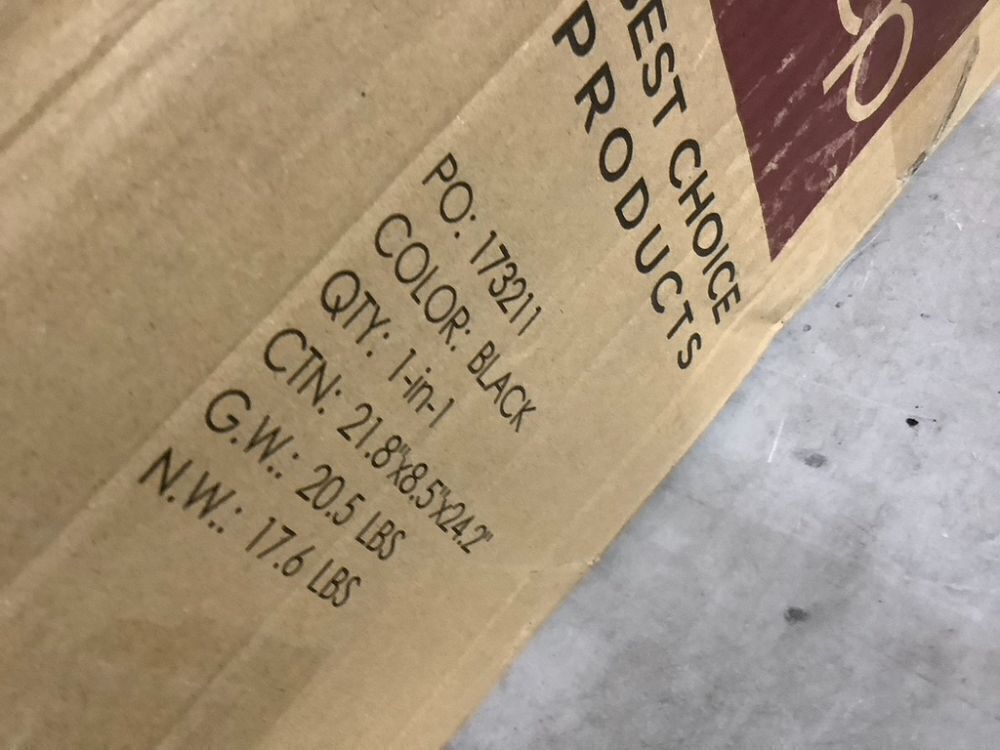 BEST CHOICE
PRODUCTS
PO: 173211
COLOR: BLACK
QTY: 1-in-1
CTN: 21.8"x8.5"x24.2"
G.W.: 20.5 LBS
N.W.: 17.6 LBS